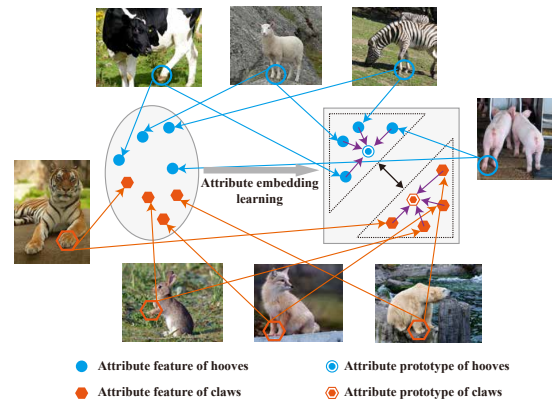 Attribute embedding
learning
Attribute feature of hooves
Attribute prototype of hooves
Attribute feature of claws
Attribute prototype of claws